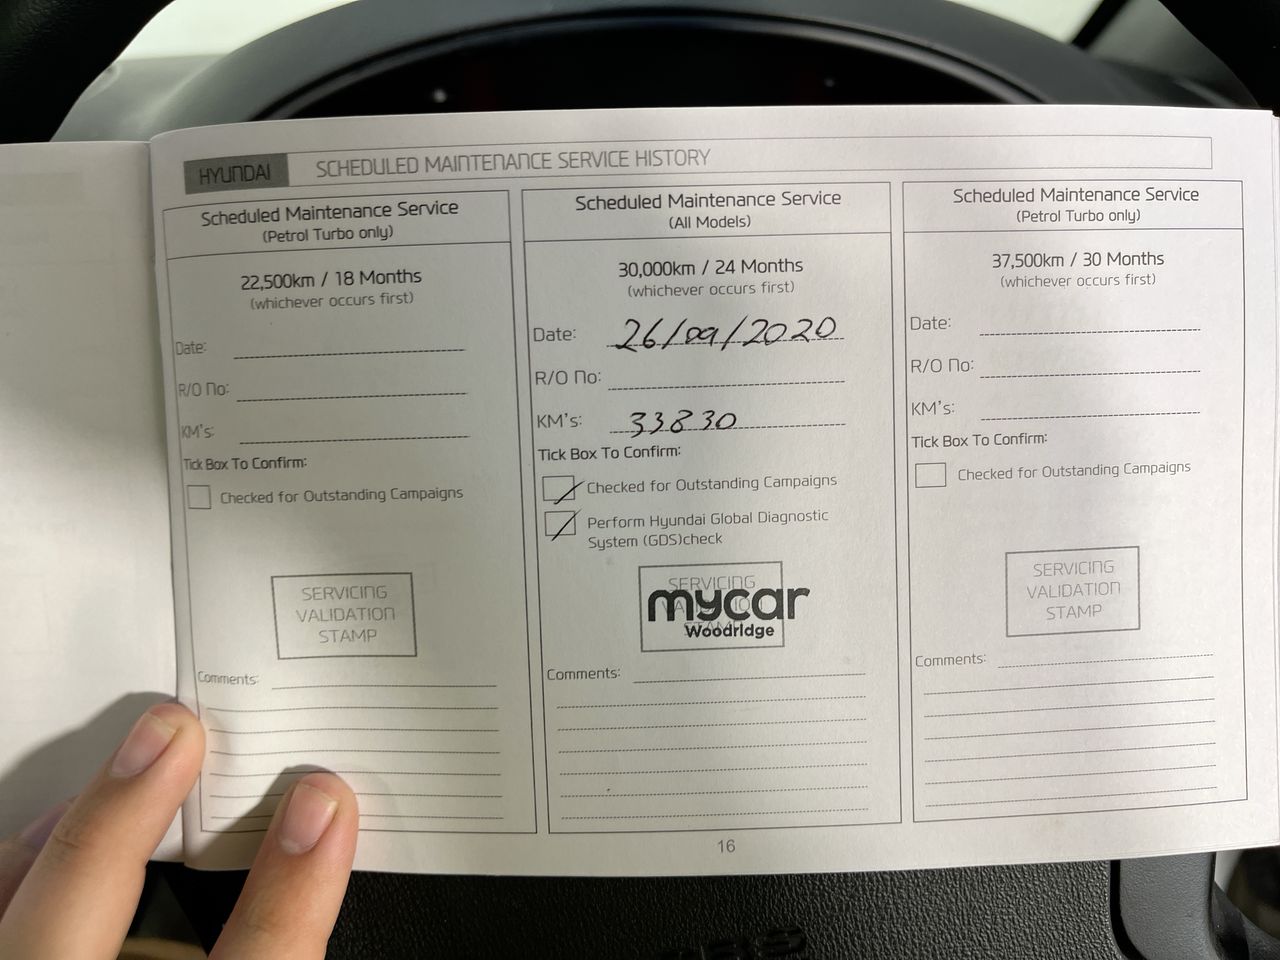 HYUNDAI SCHEDULED MAINTENANCE SERVICE HISTORY
Scheduled Maintenance Service
(Petrol Turbo only)
22,500km / 18 Months
(whichever occurs first)
Date:
R/O No:
KM's:
Tick Box To Confirm:
Checked for Outstanding Campaigns
SERVICING
VALIDATION
STAMP
Comments:
Scheduled Maintenance Service
(All Models)
30,000km / 24 Months
(whichever occurs first)
Date: 26/09/2020
R/O No:
KM's: 33830
Tick Box To Confirm:
Checked for Outstanding Campaigns
Perform Hyundai Global Diagnostic
System (GDS)check
SERVICING
mycar
Woodridge
Comments:
Scheduled Maintenance Service
(Petrol Turbo only)
37,500km / 30 Months
(whichever occurs first)
Date:
R/O No:
KM's:
Tick Box To Confirm:
Checked for Outstanding Campaigns
SERVICING
VALIDATION
STAMP
Comments:
16